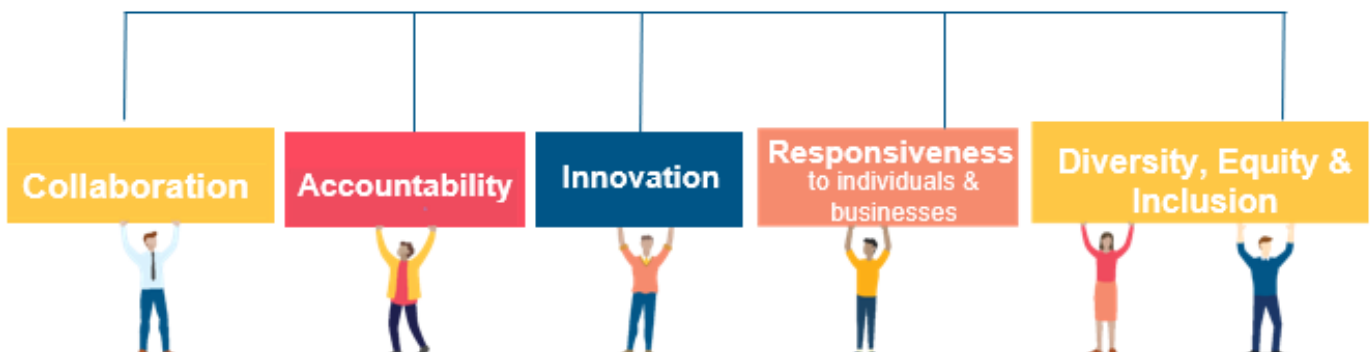 Collaboration
Accountability
Innovation
Responsiveness
to individuals &
businesses
Diversity, Equity &
Inclusion